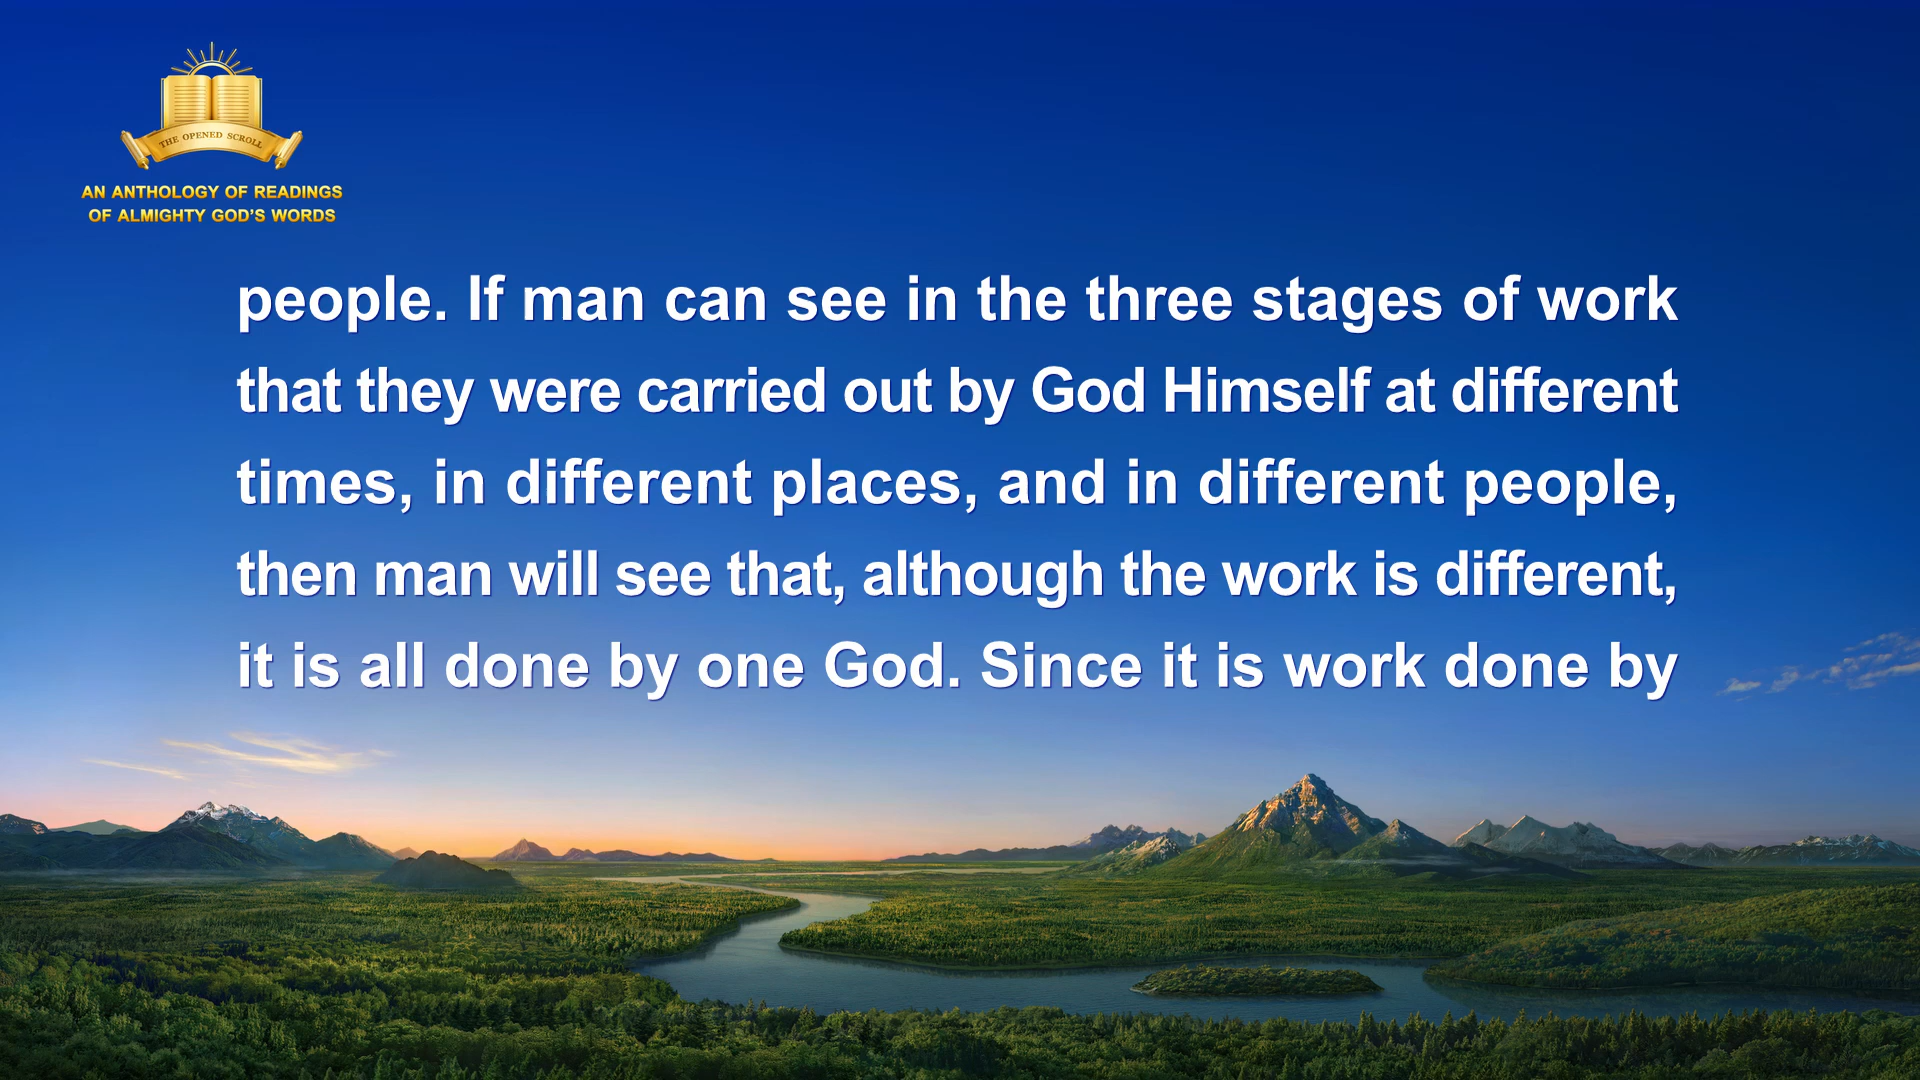 THE OPENED SCROLL
AN ANTHOLOGY OF READINGS
OF ALMIGHTY GOD'S WORDS
people. If man can see in the three stages of work
that they were carried out by God Himself at different
times, in different places, and in different people,
then man will see that, although the work is different,
it is all done by one God. Since it is work done by